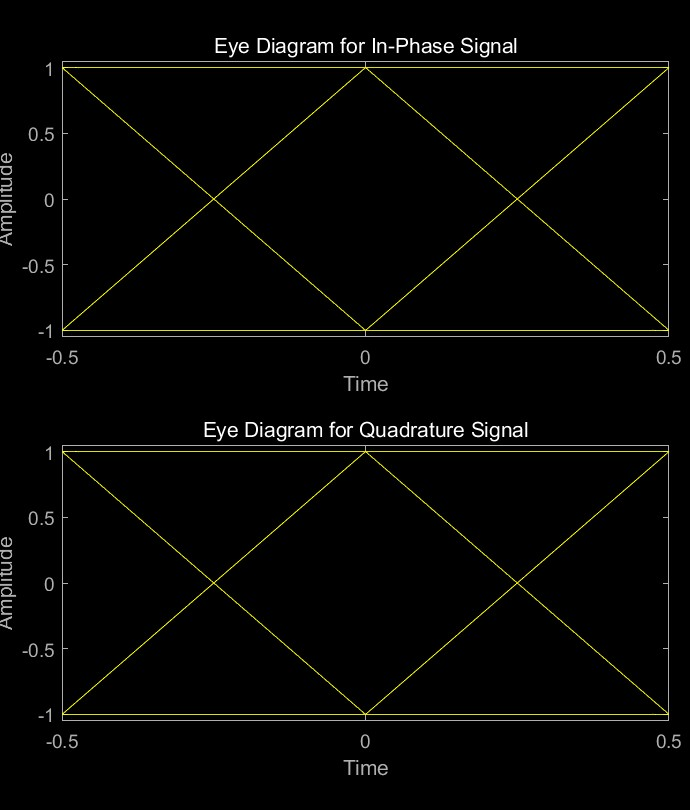 Eye Diagram for In-Phase Signal
1
0.5
0
-0.5
-1
Amplitude
-0.5 0 0.5
Time
Eye Diagram for Quadrature Signal
1
0.5
0
-0.5
-1
Amplitude
-0.5 0 0.5
Time